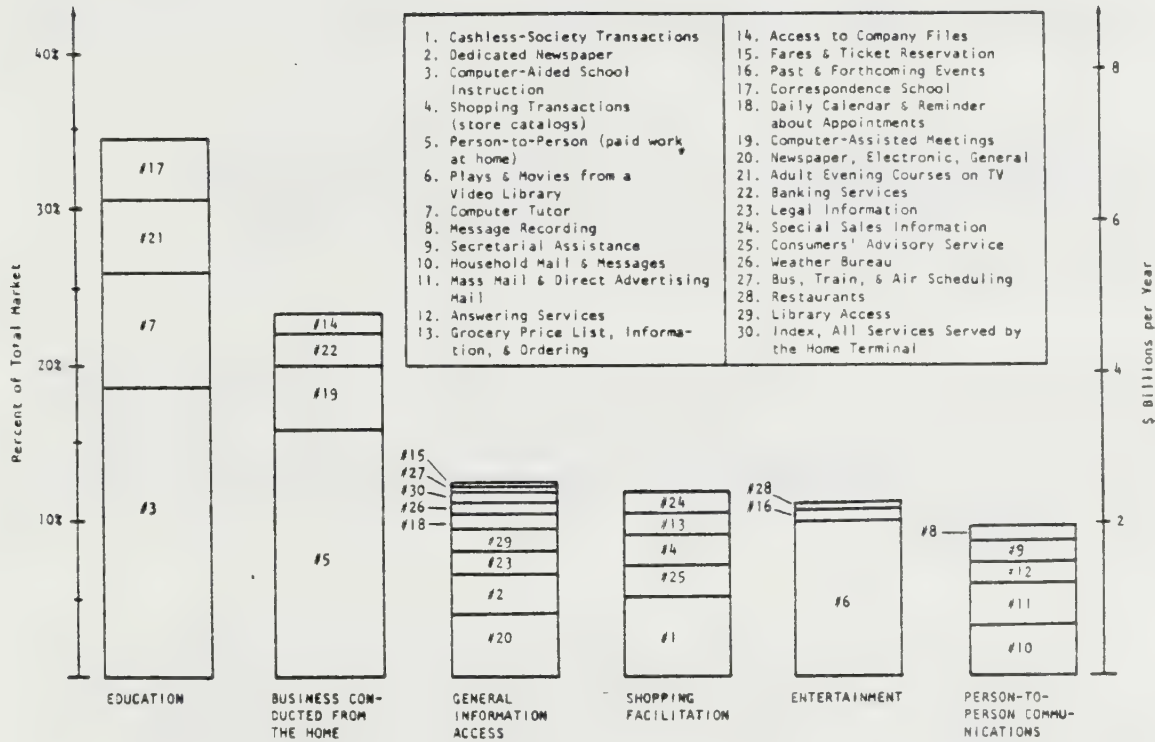 40%
30%
20%
10%
Percent of Total Market
1. Cashless-Society Transactions
2. Dedicated Newspaper
3. Computer-Aided School
Instruction
4. Shopping Transactions
(store catalogs)
5. Person-to-Person (paid work
at home)
6. Plays & Movies from a
Video Library
7. Computer Tutor
8. Message Recording
9. Secretarial Assistance
10. Household Mail & Messages
11. Mass Mail & Direct Advertising
Mail
12. Answering Services
13. Grocery Price List, Informa-
tion, & Ordering
14. Access to Company Files
15. Fares & Ticket Reservation
16. Past & Forthcoming Events
17. Correspondence School
18. Daily Calendar & Reminder
about Appointments
19. Computer-Assisted Meetings
20. Newspaper, Electronic, General
21. Adult Evening Courses on TV
22. Banking Services
23. Legal Information
24. Special Sales Information
25. Consumers' Advisory Service
26. Weather Bureau
27. Bus, Train, & Air Scheduling
28. Restaurants
29. Library Access
30. Index, All Services Served by
the Home Terminal
8
6
4
2
$ Billions per Year
#17
#21
#7
#3
EDUCATION
#14
#22
#19
#5
BUSINESS CON-
DUCTED FROM
THE HOME
#15
#27
#30
#26
#18
#29
#23
#2
#20
GENERAL
INFORMATION
ACCESS
#24
#13
#4
#25
#1
SHOPPING
FACILITATION
#28
#16
#6
ENTERTAINMENT
#8
#9
#12
#11
#10
PERSON-TO-
PERSON COMMU-
NICATIONS